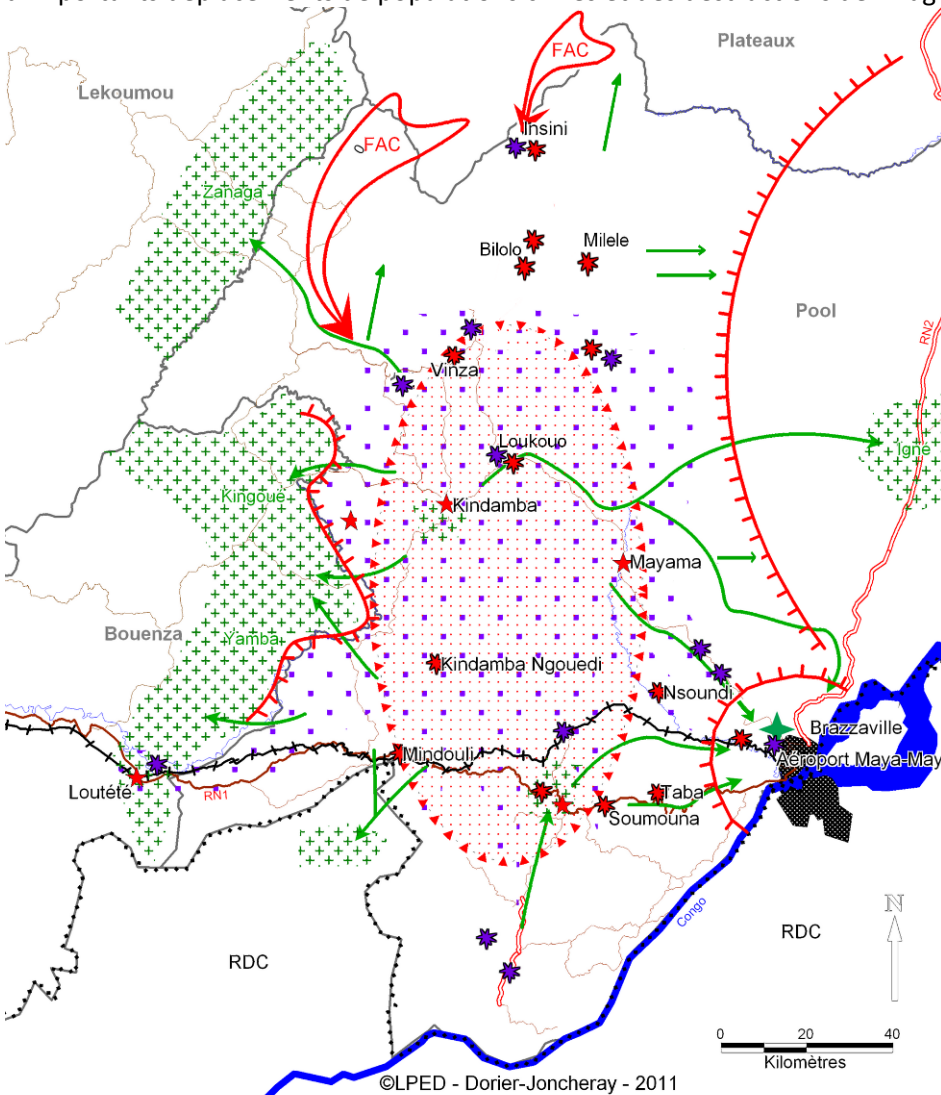 Plateaux
FAC
Lekoumou
Insini
FAC
Zanaga
Bilolo
Milele
Pool
RN2
Vinza
Loukouo
Igné
Kingoué
Kindamba
Mayama
Bouenza
Yamba
Kindamba Ngouedi
Nsoundi
Brazzaville
Mindouli
Aéroport Maya-May
Loutété
RN1
Taba
Soumouna
N
Congo
RDC
RDC
0 20 40
Kilomètres
©LPED - Dorier-Joncheray - 2011